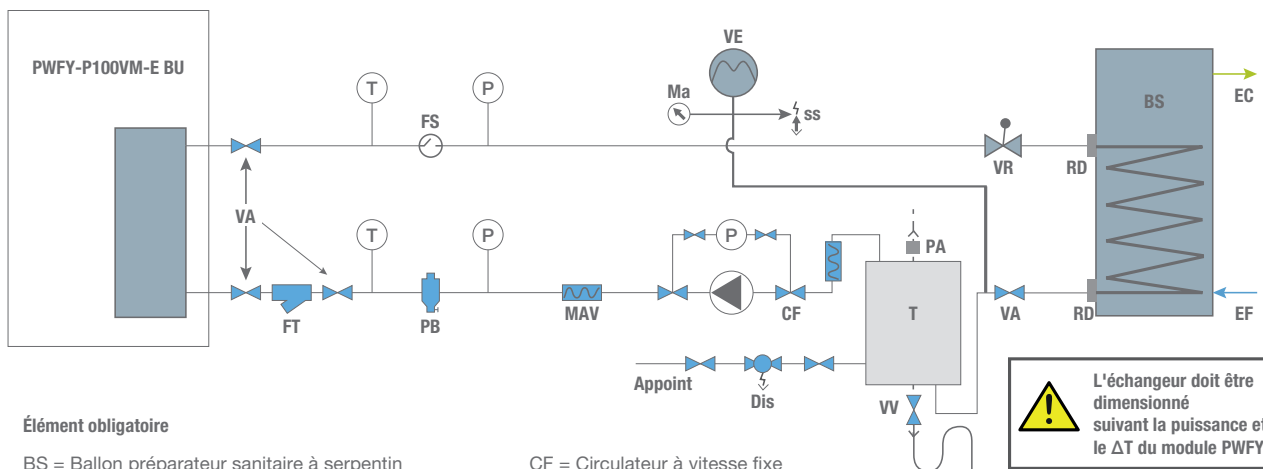 PWFY-P100VM-E BU
T
P
FS
VE
Ma
ss
VR
RD
BS
EC
VA
T
P
FT
PB
MAV
P
CF
PA
T
VA
RD
EF
Appoint
Dis
VV
L'échangeur doit être
dimensionné
suivant la puissance et
le ΔT du module PWFY
Élément obligatoire
BS = Ballon préparateur sanitaire à serpentin
CF = Circulateur à vitesse fixe